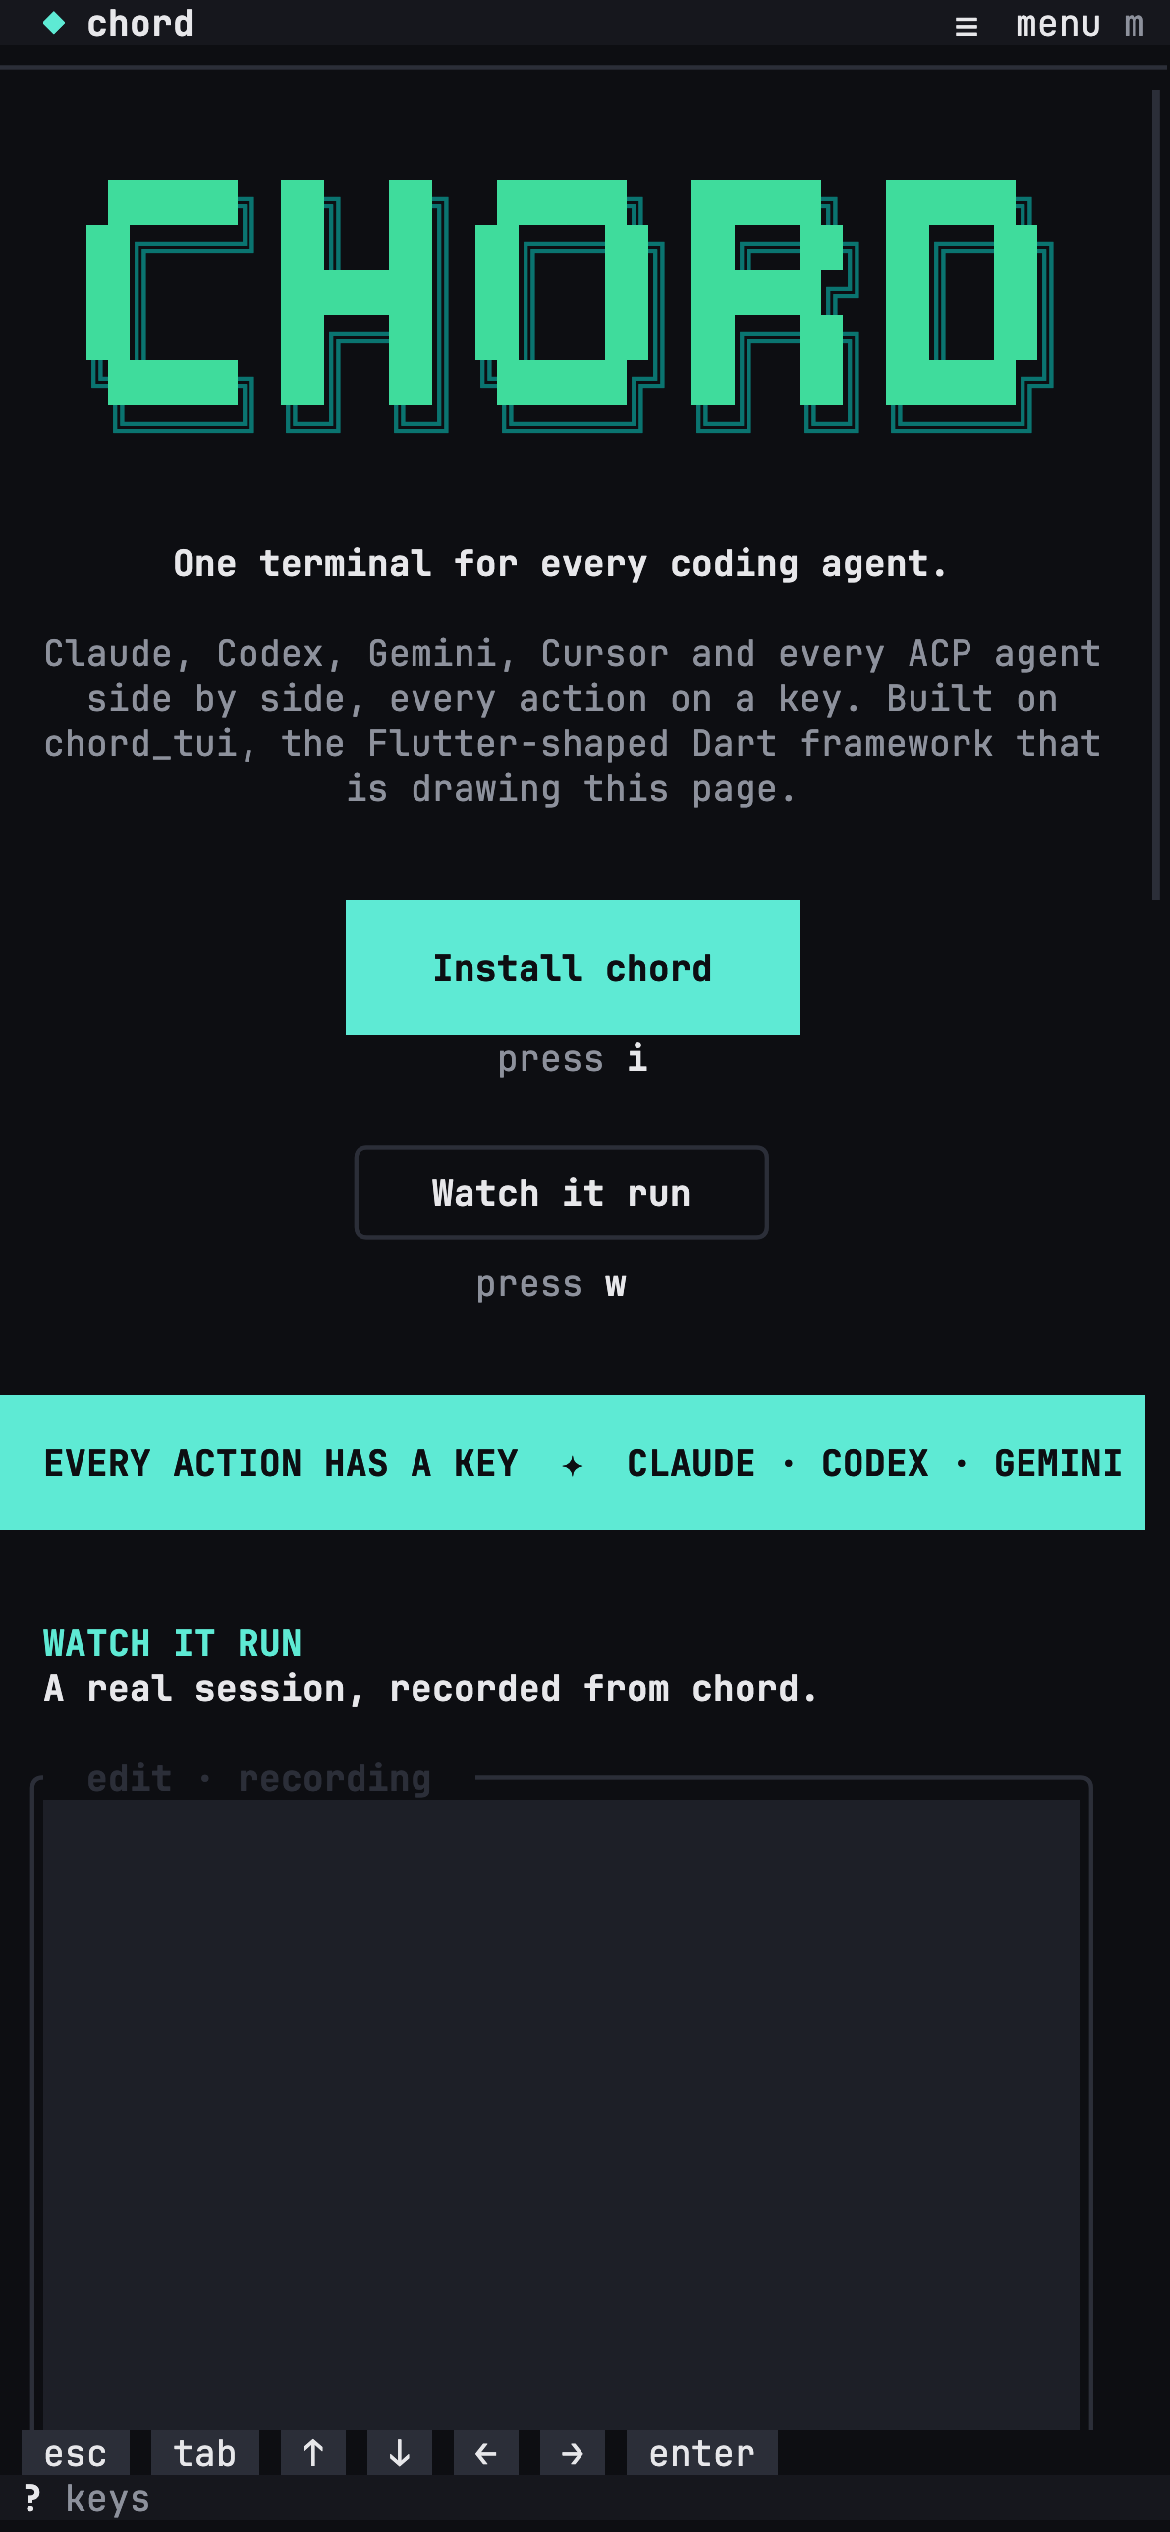 ◆ chord ≡ menu m
CHORD
One terminal for every coding agent.
Claude, Codex, Gemini, Cursor and every ACP agent
side by side, every action on a key. Built on
chord_tui, the Flutter-shaped Dart framework that
is drawing this page.
Install chord
press i
Watch it run
press w
EVERY ACTION HAS A KEY ✦ CLAUDE · CODEX · GEMINI
WATCH IT RUN
A real session, recorded from chord.
edit · recording
esc tab ↑ ↓ ← → enter
? keys